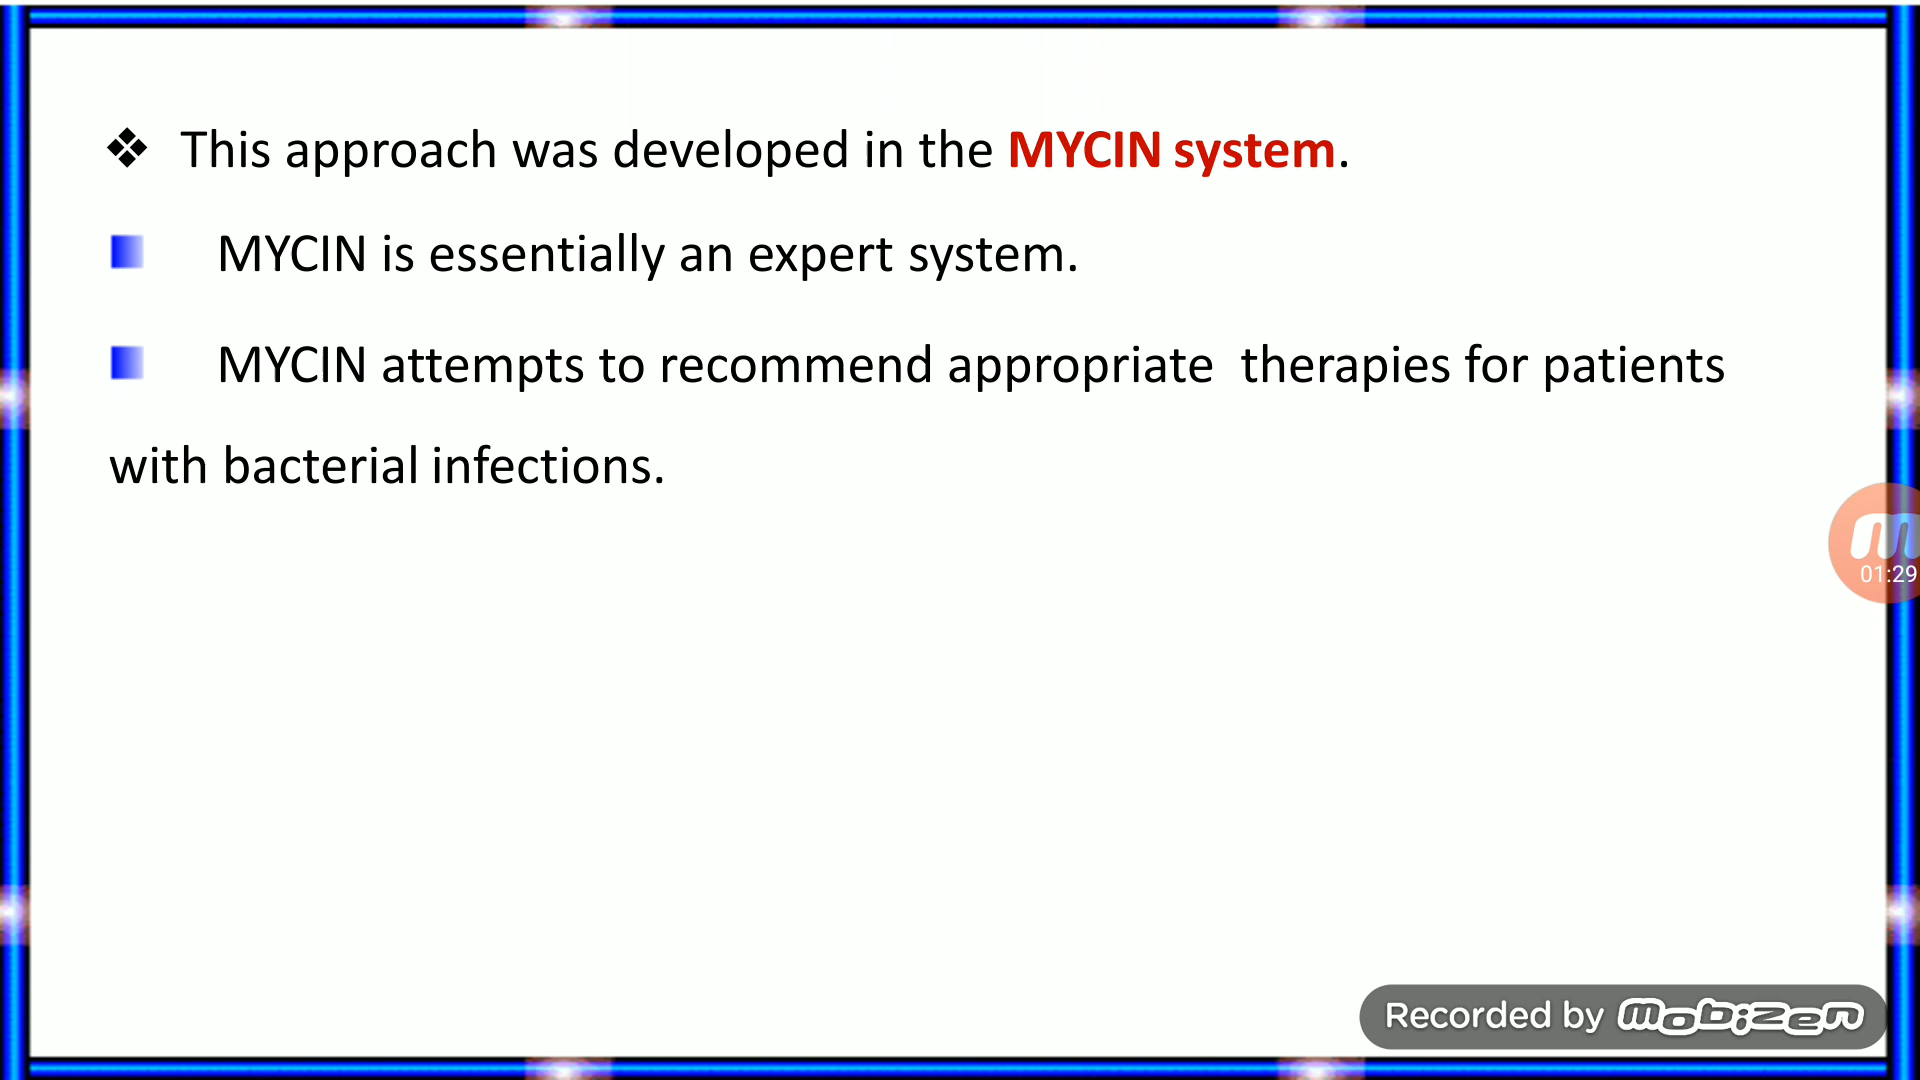 ❖ This approach was developed in the MYCIN system.
MYCIN is essentially an expert system.
MYCIN attempts to recommend appropriate therapies for patients
with bacterial infections.
01:29
Recorded by mobizen